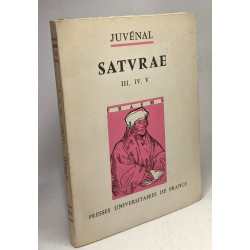 JUVÉNAL
SATVRAE
III, IV, V
PRESSES UNIVERSITAIRES DE FRANCE